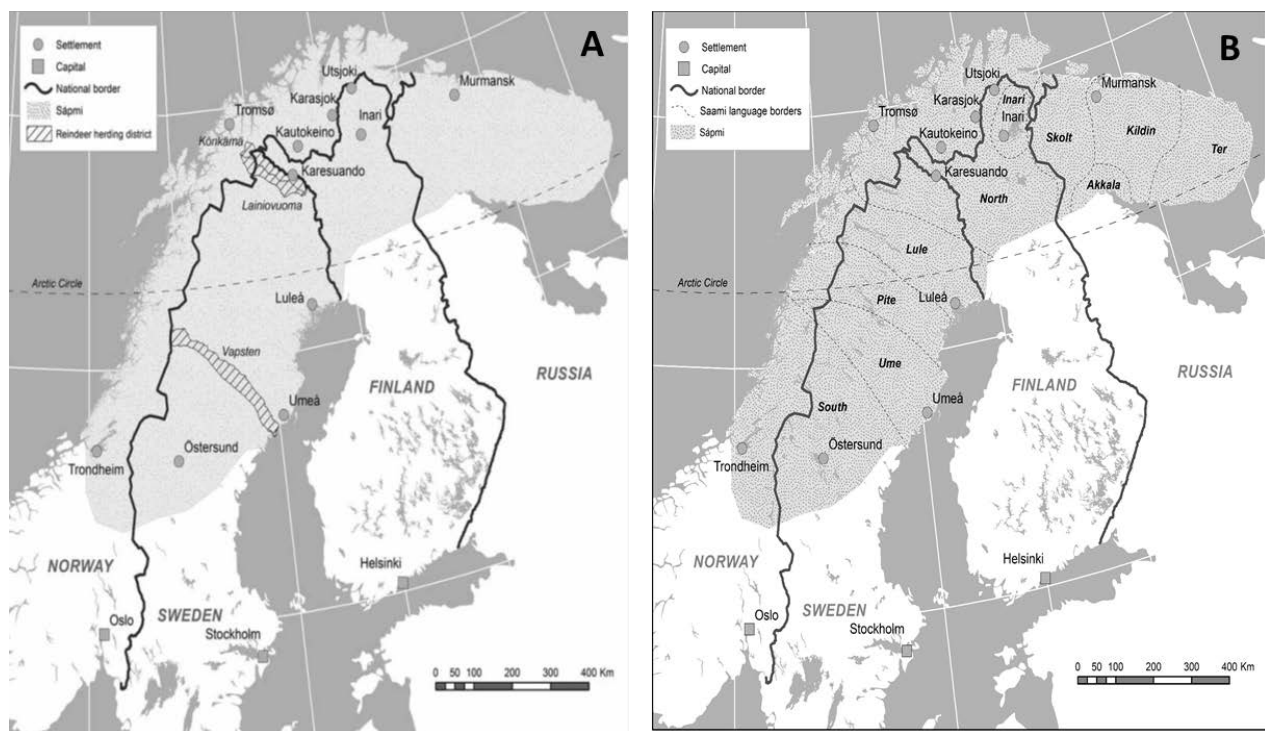 A
Settlement
Capital
National border
Sápmi
Reindeer herding district
Utsjoki
Murmansk
Tromsø
Karasjok
Inari
Kautokeino
Könkämä
Karesuando
Lainiovuoma
Arctic Circle
Luleå
Vapsten
FINLAND
RUSSIA
Umeå
Östersund
Trondheim
Helsinki
NORWAY
Oslo
SWEDEN
Stockholm
0 50 100 200 300 400 Km
B
Settlement
Capital
National border
Saami language borders
Sápmi
Utsjoki
Murmansk
Karasjok
Inari
Tromsø
Inari
Kildin
Kautokeino
Skolt
Ter
Karesuando
Akkala
North
Lule
Arctic Circle
Pite
Luleå
Ume
FINLAND
RUSSIA
South
Umeå
Östersund
Trondheim
Helsinki
NORWAY
Oslo
SWEDEN
Stockholm
0 50 100 200 300 400 Km